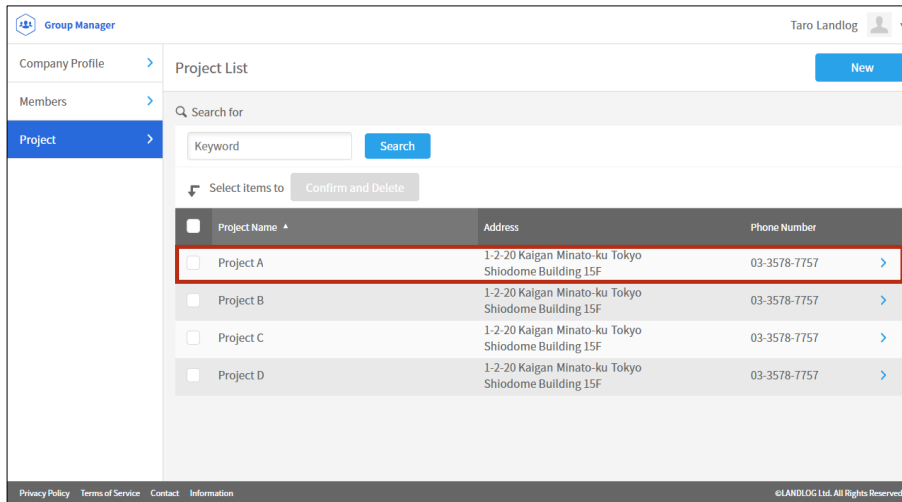 Group Manager
Taro Landlog
Company Profile
Members
Project
Project List
New
Search for
Keyword
Search
Select items to
Confirm and Delete
Project Name
Address
Phone Number
Project A
1-2-20 Kaigan Minato-ku Tokyo
Shiodome Building 15F
03-3578-7757
Project B
1-2-20 Kaigan Minato-ku Tokyo
Shiodome Building 15F
03-3578-7757
Project C
1-2-20 Kaigan Minato-ku Tokyo
Shiodome Building 15F
03-3578-7757
Project D
1-2-20 Kaigan Minato-ku Tokyo
Shiodome Building 15F
03-3578-7757
Privacy Policy Terms of Service Contact Information
©LANDLOG Ltd. All Rights Reserved